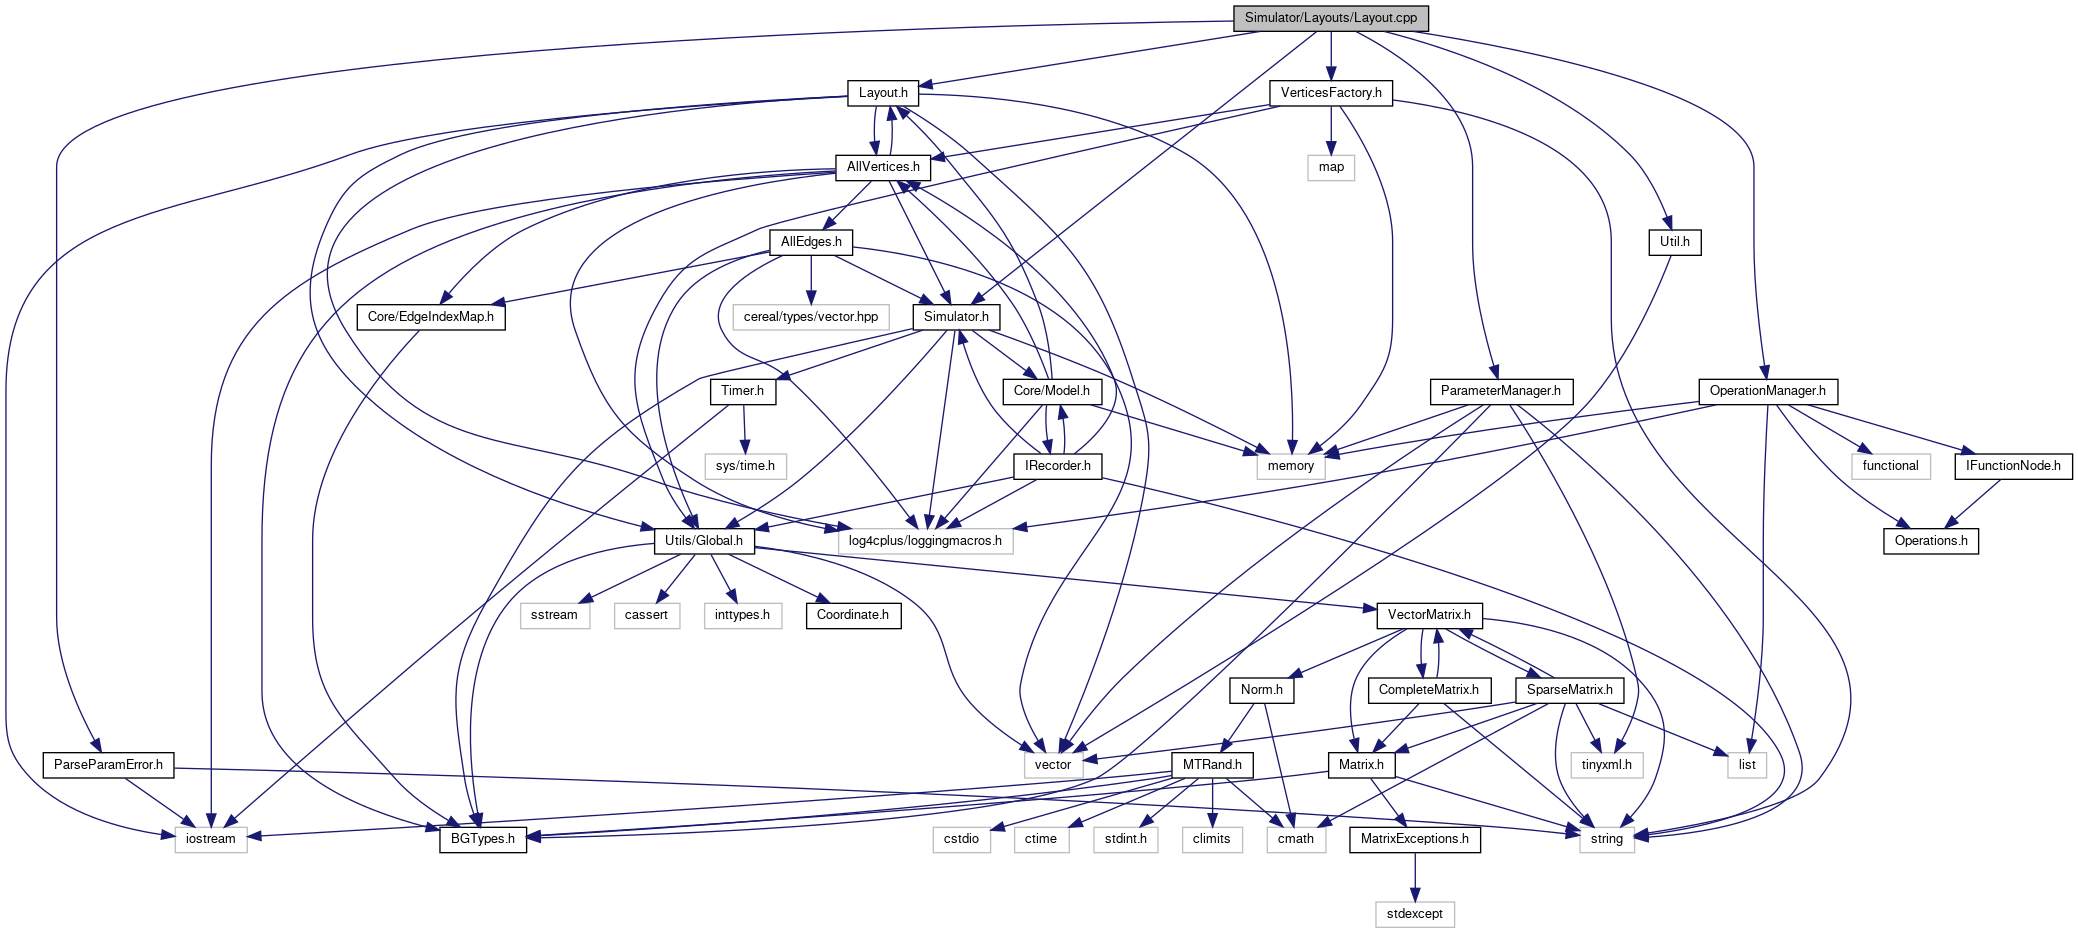 Simulator/Layouts/Layout.cpp
Layout.h
VerticesFactory.h
AllVertices.h
map
AllEdges.h
Util.h
Core/EdgeIndexMap.h
cereal/types/vector.hpp
Simulator.h
Timer.h
Core/Model.h
ParameterManager.h
OperationManager.h
sys/time.h
IRecorder.h
memory
functional
IFunctionNode.h
Utils/Global.h
log4cplus/loggingmacros.h
Operations.h
sstream
cassert
inttypes.h
Coordinate.h
VectorMatrix.h
Norm.h
CompleteMatrix.h
SparseMatrix.h
ParseParamError.h
vector
MTRand.h
Matrix.h
tinyxml.h
list
iostream
BGTypes.h
cstdio
ctime
stdint.h
climits
cmath
MatrixExceptions.h
string
stdexcept